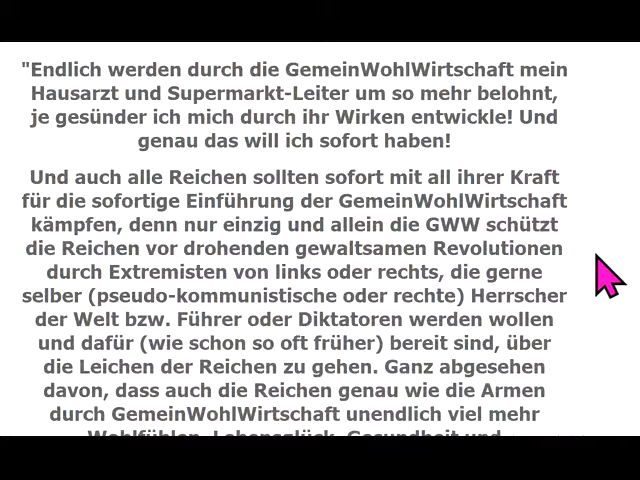 "Endlich werden durch die GemeinWohlWirtschaft mein
Hausarzt und Supermarkt-Leiter um so mehr belohnt,
je gesünder ich mich durch ihr Wirken entwickle! Und
genau das will ich sofort haben!
Und auch alle Reichen sollten sofort mit all ihrer Kraft
für die sofortige Einführung der GemeinWohlWirtschaft
kämpfen, denn nur einzig und allein die GWW schützt
die Reichen vor drohenden gewaltsamen Revolutionen
durch Extremisten von links oder rechts, die gerne
selber (pseudo-kommunistische oder rechte) Herrscher
der Welt bzw. Führer oder Diktatoren werden wollen
und dafür (wie schon so oft früher) bereit sind, über
die Leichen der Reichen zu gehen. Ganz abgesehen
davon, dass auch die Reichen genau wie die Armen
durch GemeinWohlWirtschaft unendlich viel mehr
Wohlfühlen, Lebensglück, Gesundheit und